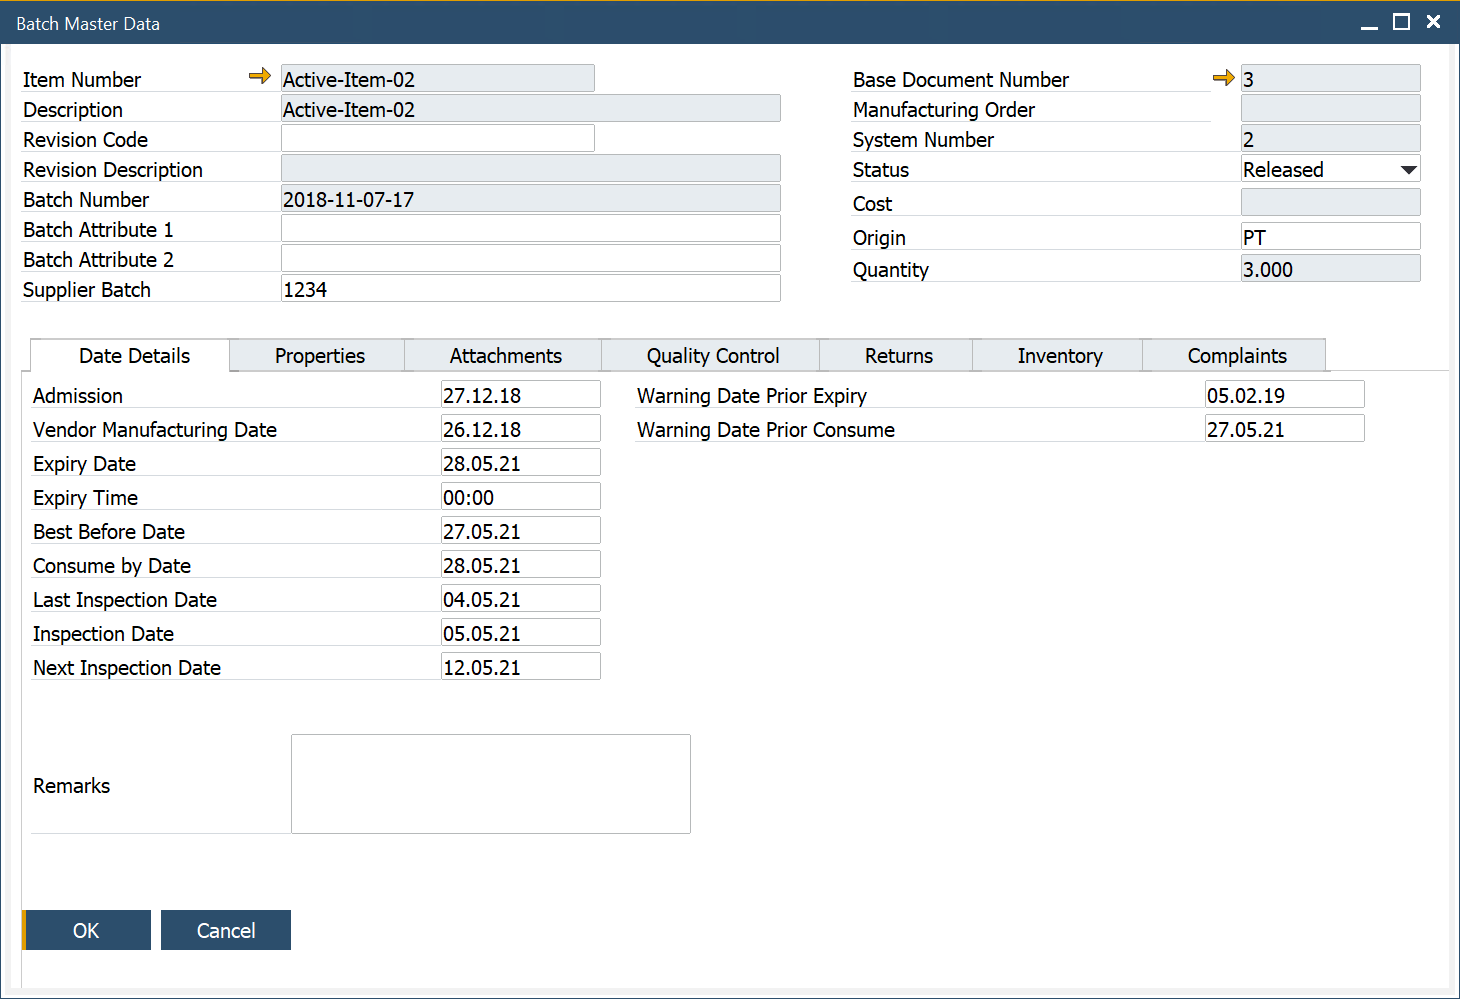 Batch Master Data
Item Number Active-Item-02
Description Active-Item-02
Revision Code
Revision Description
Batch Number 2018-11-07-17
Batch Attribute 1
Batch Attribute 2
Supplier Batch 1234
Base Document Number 3
Manufacturing Order
System Number 2
Status Released
Cost
Origin PT
Quantity 3.000
Date Details Properties Attachments Quality Control Returns Inventory Complaints
Admission 27.12.18
Vendor Manufacturing Date 26.12.18
Expiry Date 28.05.21
Expiry Time 00:00
Best Before Date 27.05.21
Consume by Date 28.05.21
Last Inspection Date 04.05.21
Inspection Date 05.05.21
Next Inspection Date 12.05.21
Warning Date Prior Expiry 05.02.19
Warning Date Prior Consume 27.05.21
Remarks
OK Cancel